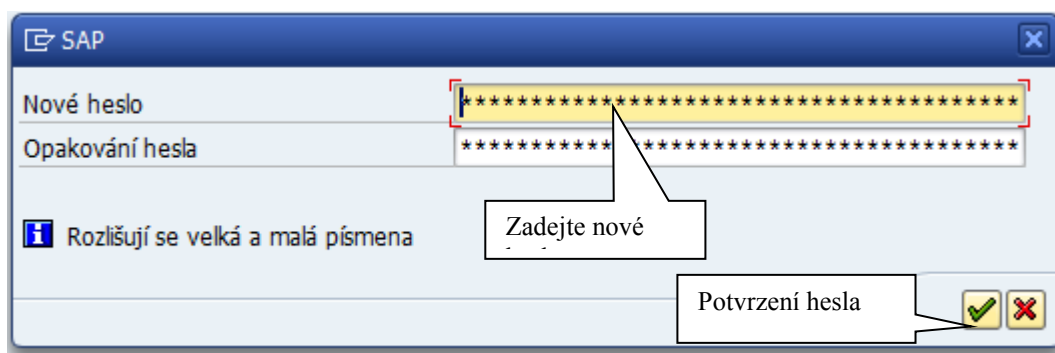 SAP
Nové heslo ****************************************
Opakování hesla ****************************************
Zadejte nové
Rozlišují se velká a malá písmena
Potvrzení hesla